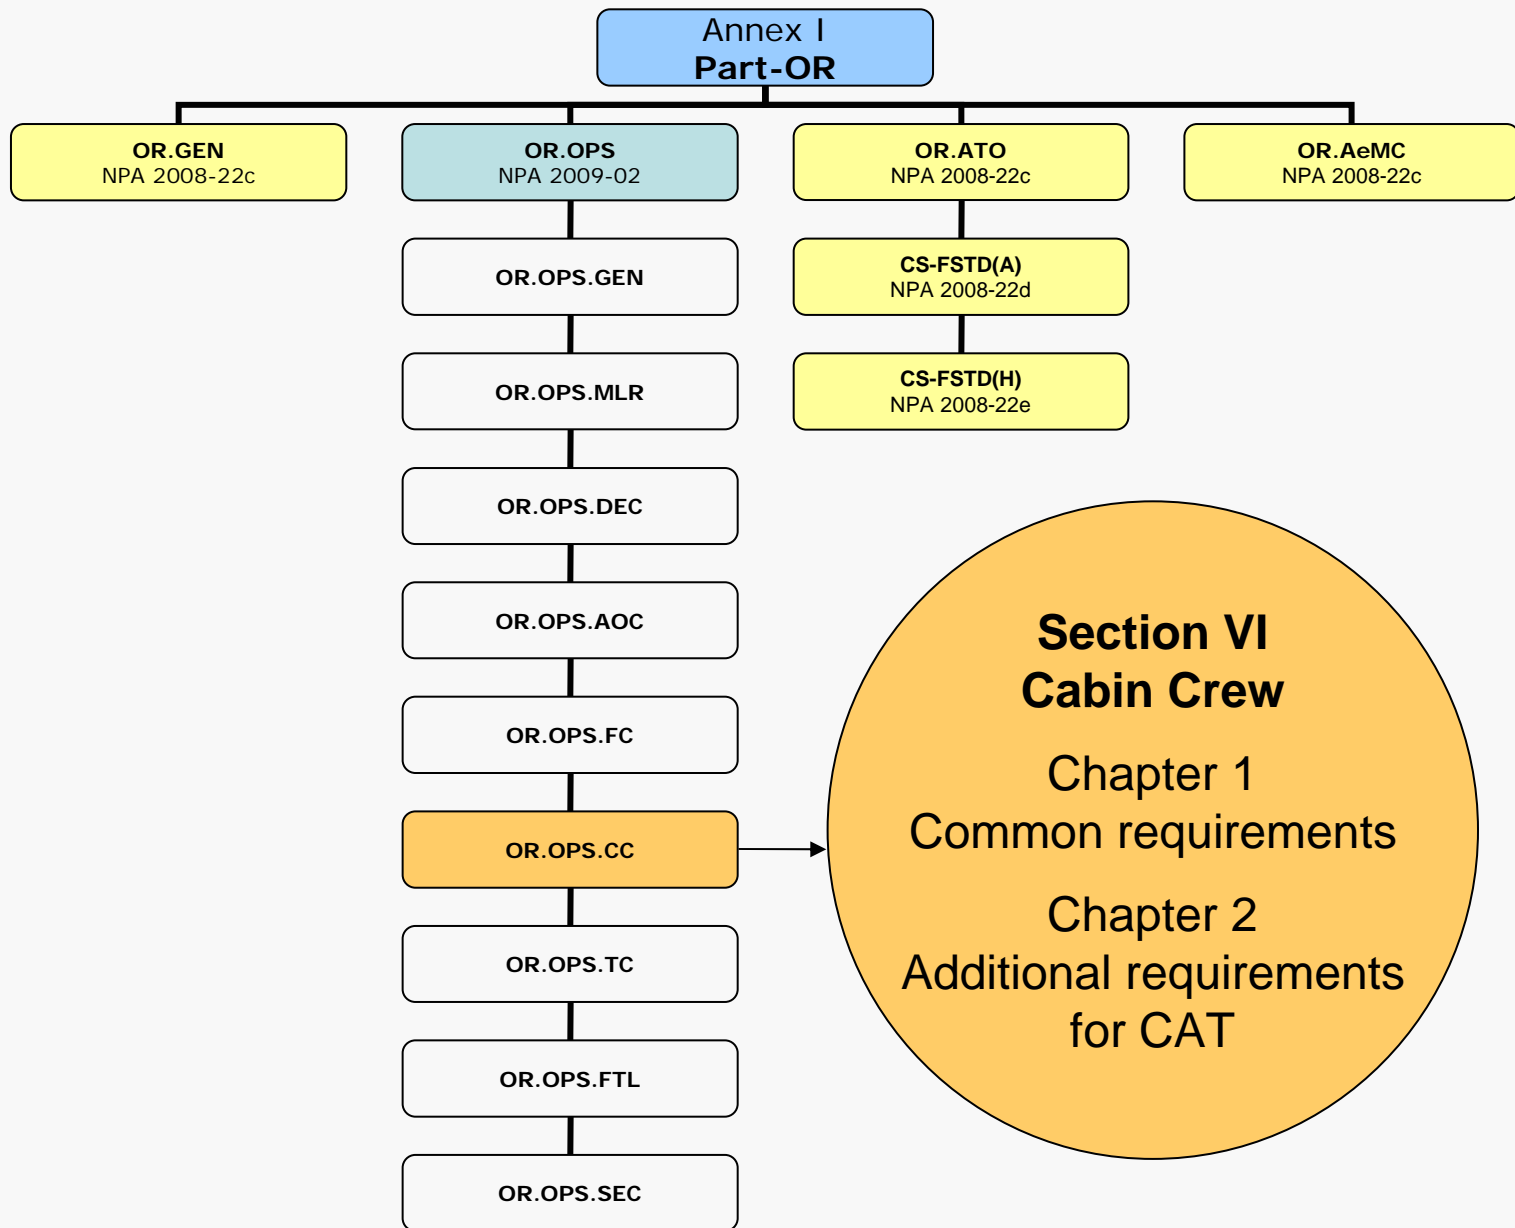 Annex I
Part-OR
OR.GEN
NPA 2008-22c
OR.OPS
NPA 2009-02
OR.ATO
NPA 2008-22c
OR.AeMC
NPA 2008-22c
OR.OPS.GEN
CS-FSTD(A)
NPA 2008-22d
OR.OPS.MLR
CS-FSTD(H)
NPA 2008-22e
OR.OPS.DEC
OR.OPS.AOC
OR.OPS.FC
OR.OPS.CC
OR.OPS.TC
OR.OPS.FTL
OR.OPS.SEC
Section VI
Cabin Crew
Chapter 1
Common requirements
Chapter 2
Additional requirements
for CAT